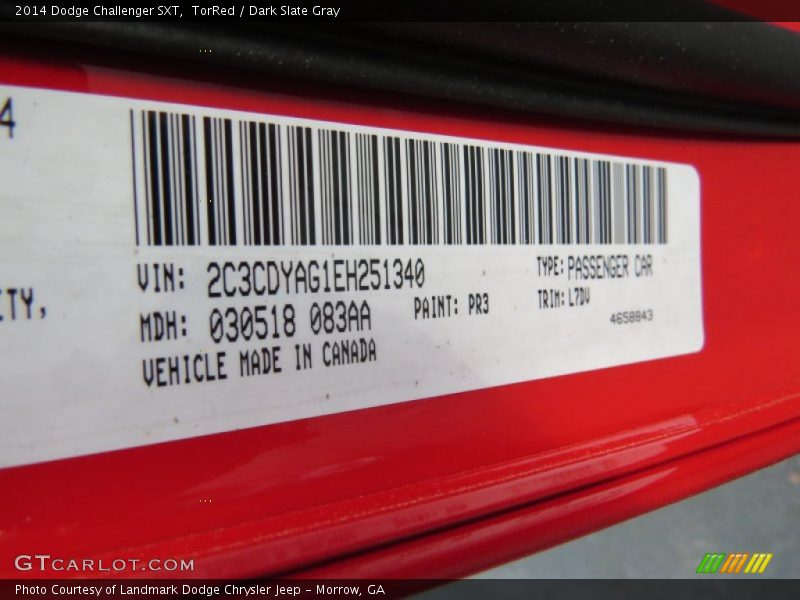 2014 Dodge Challenger SXT, TorRed / Dark Slate Gray
4
VIN: 2C3CDYAG1EH251340 TYPE: PASSENGER CAR
ITY, MDH: 030518 083AA PAINT: PR3 TRIM: L7DV
4658843
VEHICLE MADE IN CANADA
GTCARLOT.COM
Photo Courtesy of Landmark Dodge Chrysler Jeep - Morrow, GA